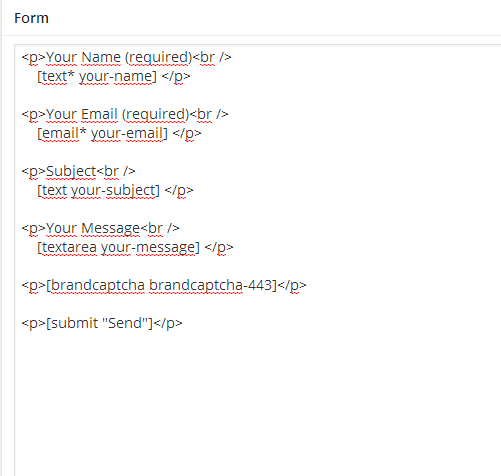 Form
<p>Your Name (required)<br />
[text* your-name] </p>
<p>Your Email (required)<br />
[email* your-email] </p>
<p>Subject<br />
[text your-subject] </p>
<p>Your Message<br />
[textarea your-message] </p>
<p>[brandcaptcha brandcaptcha-443]</p>
<p>[submit "Send"]</p>